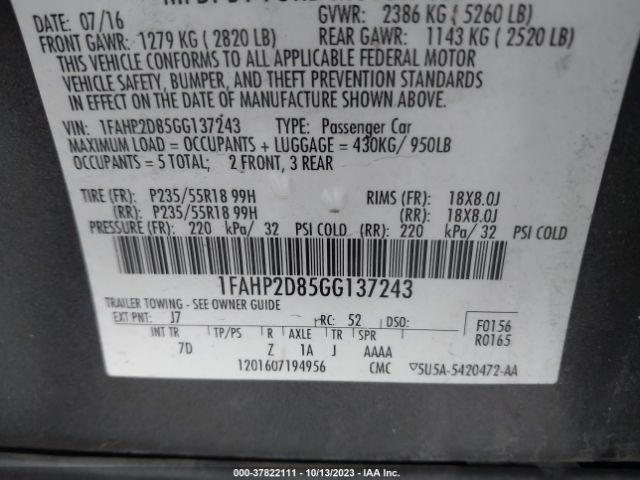 DATE: 07/16 GVWR: 2386 KG ( 5260 LB)
FRONT GAWR: 1279 KG ( 2820 LB) REAR GAWR: 1143 KG ( 2520 LB)
THIS VEHICLE CONFORMS TO ALL APPLICABLE FEDERAL MOTOR
VEHICLE SAFETY, BUMPER, AND THEFT PREVENTION STANDARDS
IN EFFECT ON THE DATE OF MANUFACTURE SHOWN ABOVE.
VIN: 1FAHP2D85GG137243 TYPE: Passenger Car
MAXIMUM LOAD = OCCUPANTS + LUGGAGE = 430KG/ 950LB
OCCUPANTS = 5 TOTAL; 2 FRONT, 3 REAR
TIRE (FR): P235/55R18 99H RIMS (FR): 18X8.0J
(RR): P235/55R18 99H (RR): 18X8.0J
PRESSURE (FR): 220 kPa/ 32 PSI COLD (RR): 220 kPa/ 32 PSI COLD
1FAHP2D85GG137243
TRAILER TOWING - SEE OWNER GUIDE
EXT PNT: J7 RC: 52 DSO: F0156
INT TR TP/PS R AXLE TR SPR R0165
7D Z 1A J AAAA
1201607194956 CMC 5U5A-5420472-AA
000-37822111 - 10/13/2023 - IAA Inc.